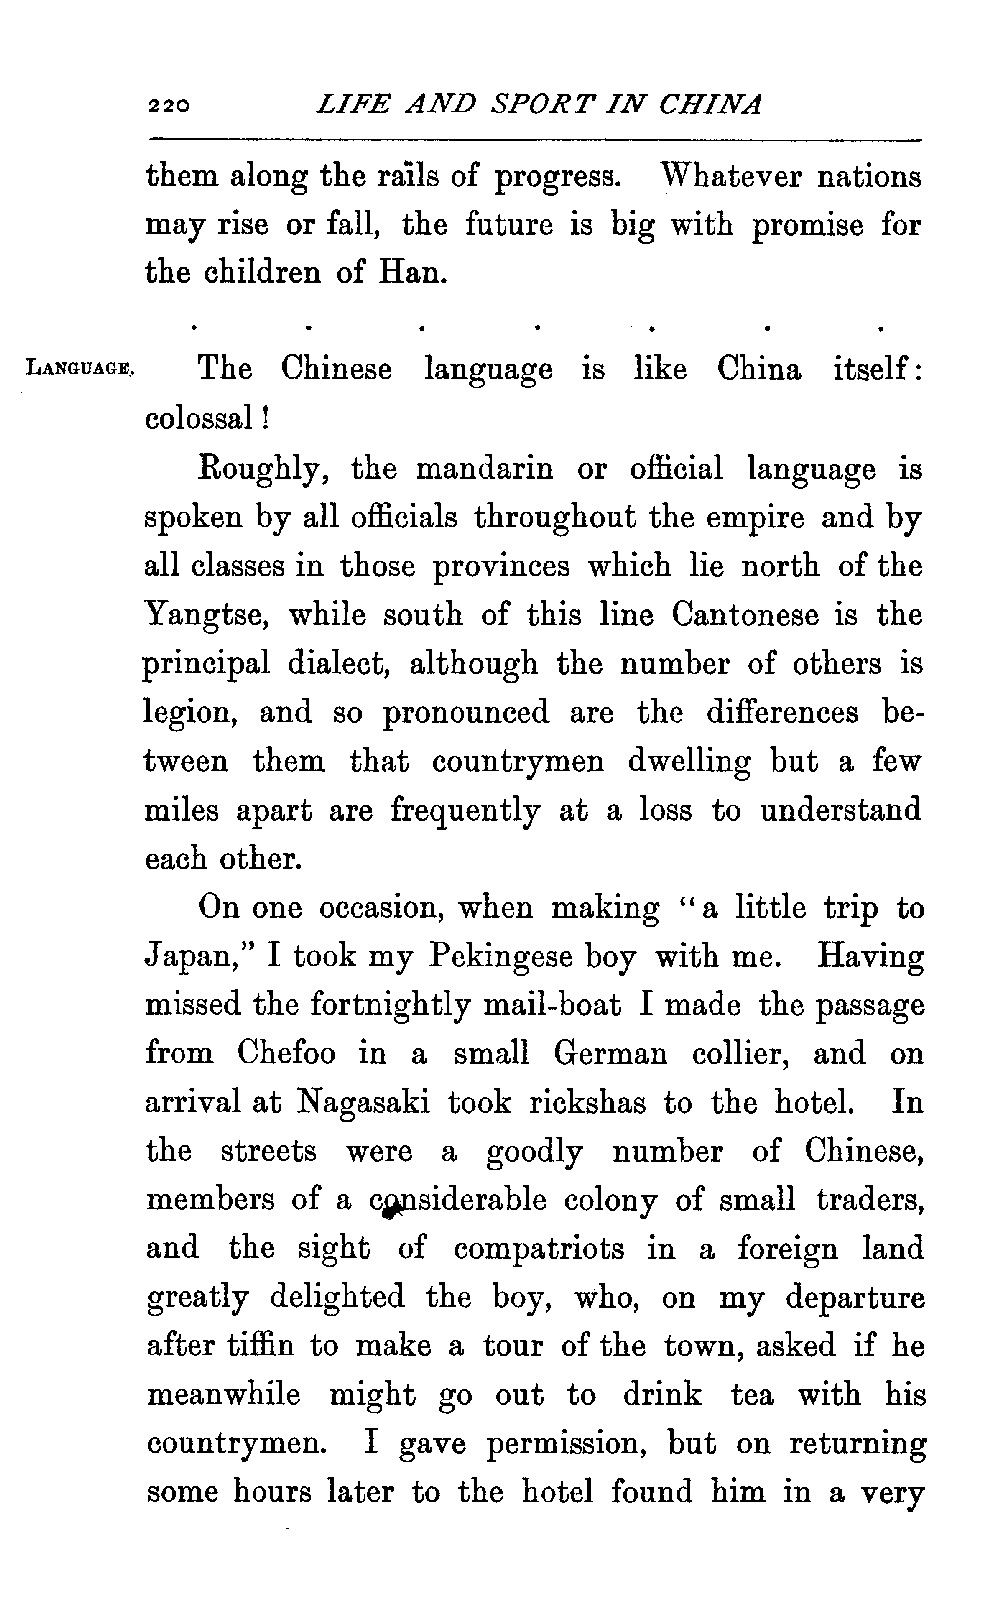 220 LIFE AND SPORT IN CHINA
them along the rails of progress. Whatever nations
may rise or fall, the future is big with promise for
the children of Han.
. . . . . . .
LANGUAGE. The Chinese language is like China itself:
colossal!
Roughly, the mandarin or official language is
spoken by all officials throughout the empire and by
all classes in those provinces which lie north of the
Yangtse, while south of this line Cantonese is the
principal dialect, although the number of others is
legion, and so pronounced are the differences be-
tween them that countrymen dwelling but a few
miles apart are frequently at a loss to understand
each other.
On one occasion, when making "a little trip to
Japan," I took my Pekingese boy with me. Having
missed the fortnightly mail-boat I made the passage
from Chefoo in a small German collier, and on
arrival at Nagasaki took rickshas to the hotel. In
the streets were a goodly number of Chinese,
members of a considerable colony of small traders,
and the sight of compatriots in a foreign land
greatly delighted the boy, who, on my departure
after tiffin to make a tour of the town, asked if he
meanwhile might go out to drink tea with his
countrymen. I gave permission, but on returning
some hours later to the hotel found him in a very